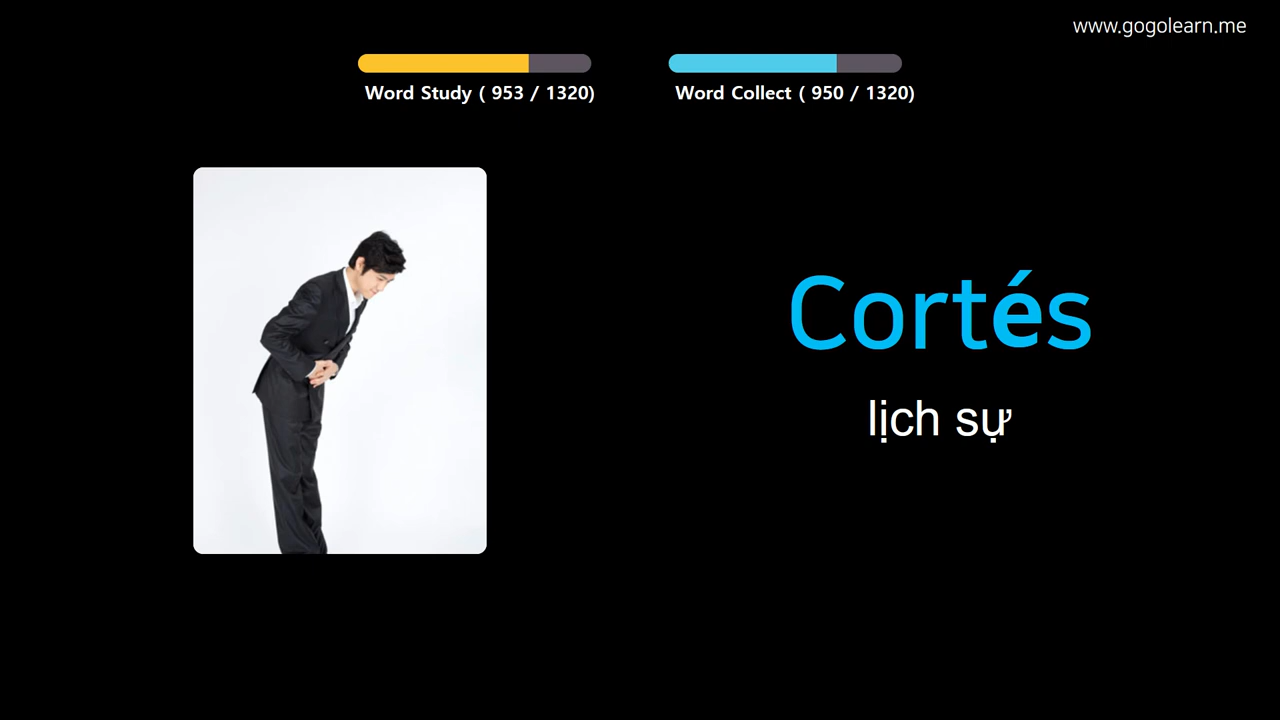 www.gogolearn.me
Word Study ( 953 / 1320)
Word Collect ( 950 / 1320)
Cortés
lịch sự